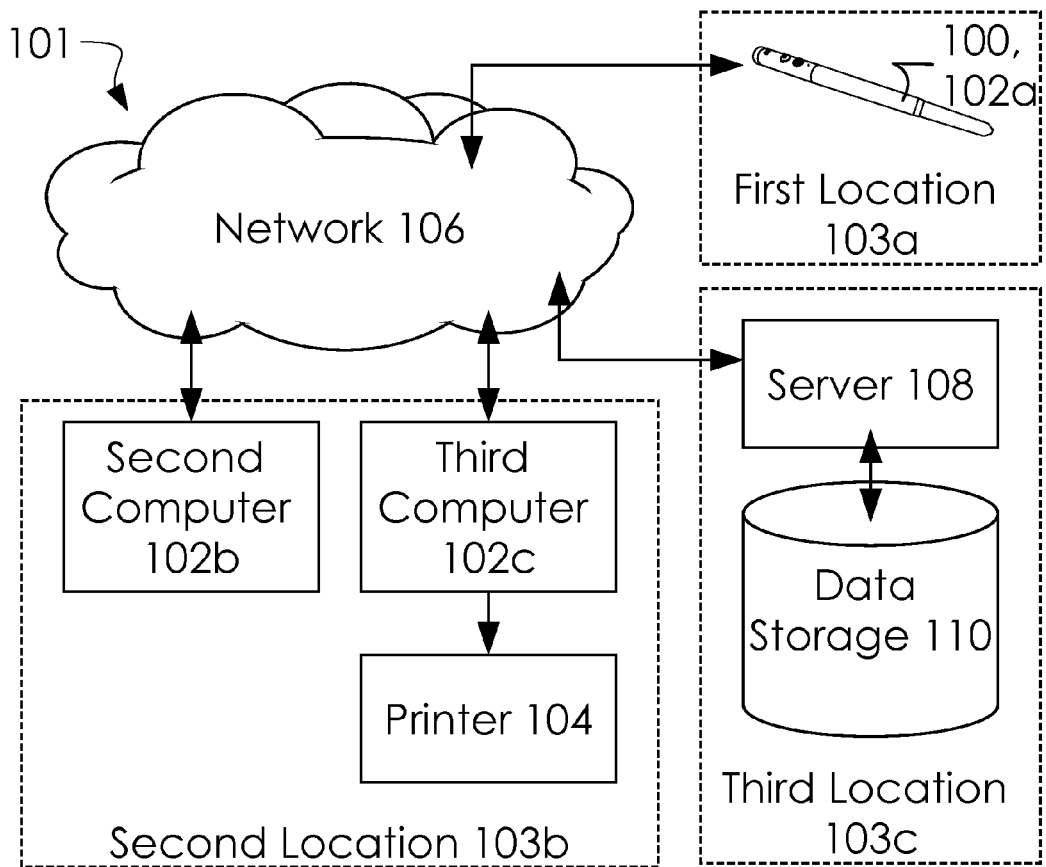 101
100,
102a
First Location
103a
Network 106
Server 108
Data
Storage 110
Third Location
103c
Second
Computer
102b
Third
Computer
102c
Printer 104
Second Location 103b